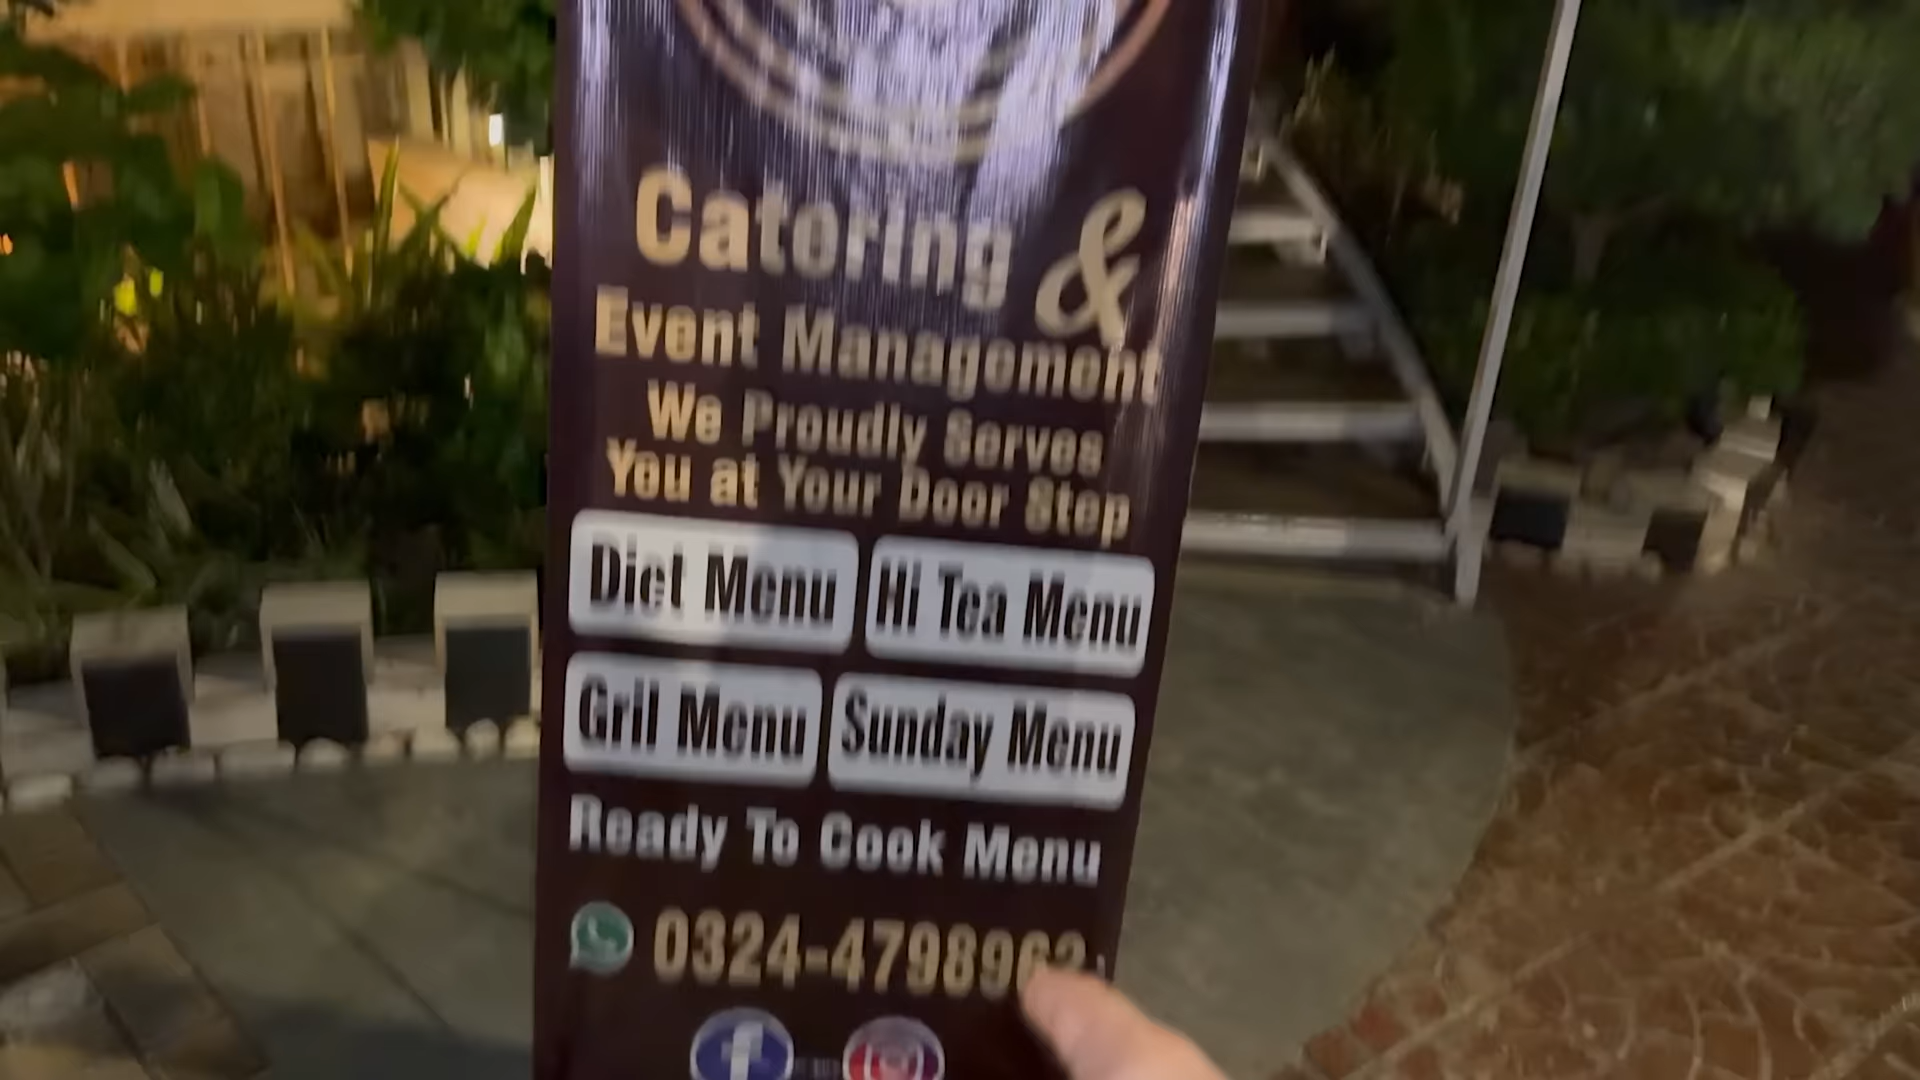 Catering &
Event Management
We Proudly Serves
You at Your Door Step
Diet Menu
Hi Tea Menu
Gril Menu
Sunday Menu
Ready To Cook Menu
0324-4798962